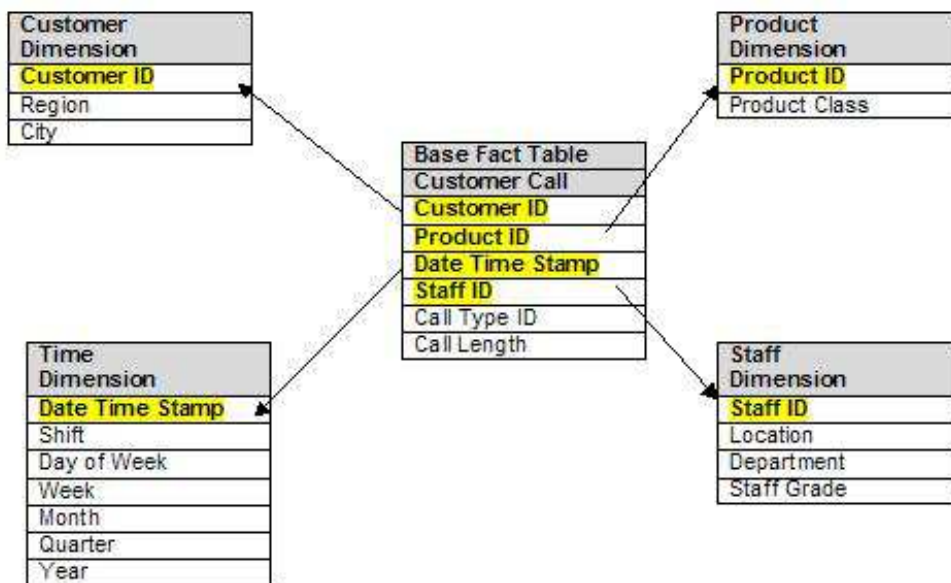 Customer
Dimension
Customer ID
Region
City
Product
Dimension
Product ID
Product Class
Base Fact Table
Customer Call
Customer ID
Product ID
Date Time Stamp
Staff ID
Call Type ID
Call Length
Time
Dimension
Date Time Stamp
Shift
Day of Week
Week
Month
Quarter
Year
Staff
Dimension
Staff ID
Location
Department
Staff Grade